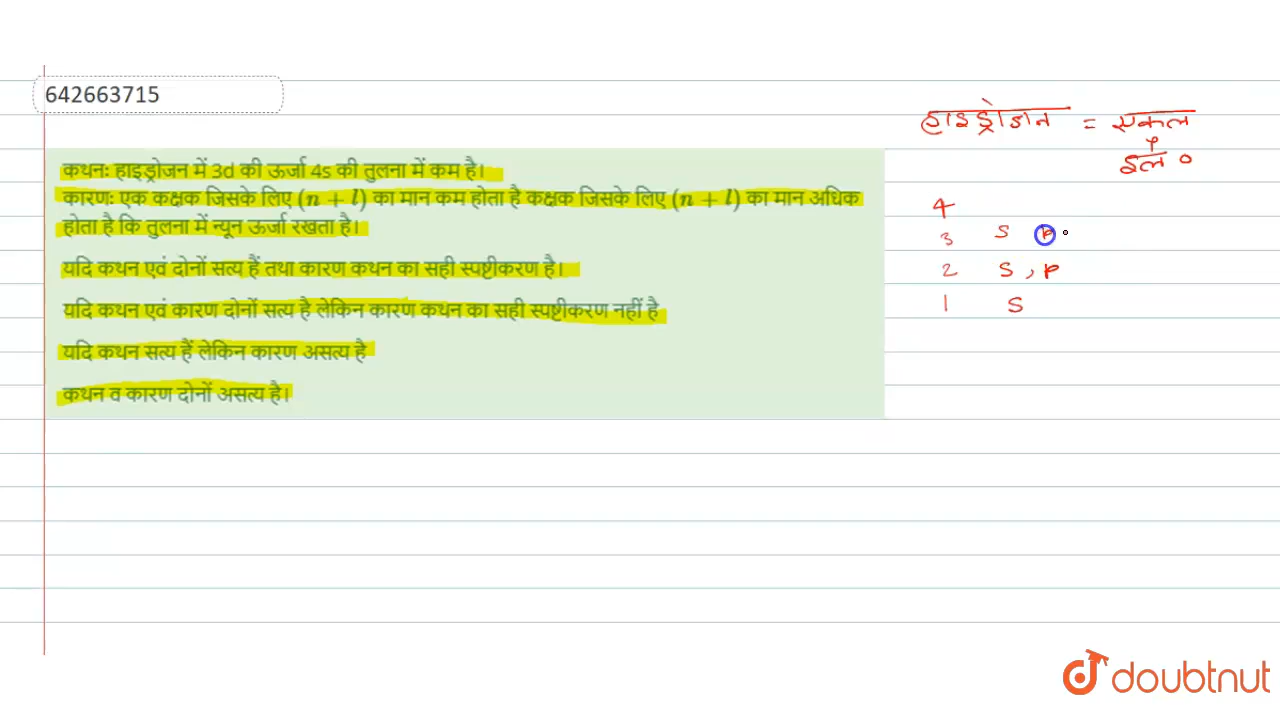 642663715
कथनः हाइड्रोजन में 3d की ऊर्जा 4s की तुलना में कम है।
कारणः एक कक्षक जिसके लिए (n + l) का मान कम होता है कक्षक जिसके लिए (n + l) का मान अधिक
होता है कि तुलना में न्यून ऊर्जा रखता है।
यदि कथन एवं दोनों सत्य हैं तथा कारण कथन का सही स्पष्टीकरण है।
यदि कथन एवं कारण दोनों सत्य है लेकिन कारण कथन का सही स्पष्टीकरण नहीं है
यदि कथन सत्य हैं लेकिन कारण असत्य है
कथन व कारण दोनों असत्य है।
हाइड्रोजन = एकल
e
इल०
4
3 s p
2 s, p
1 s
doubtnut